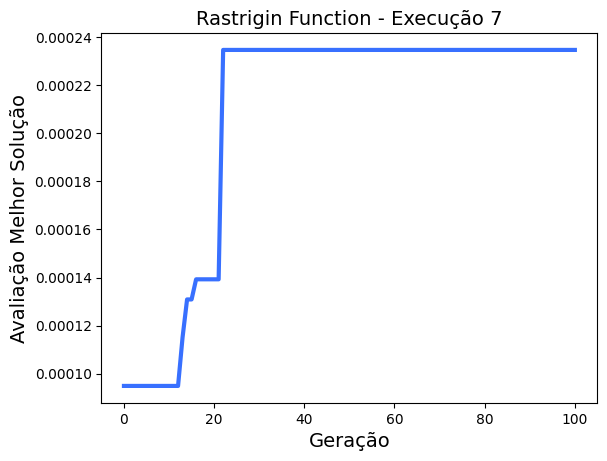 Rastrigin Function - Execução 7
Avaliação Melhor Solução
0.00024
0.00022
0.00020
0.00018
0.00016
0.00014
0.00012
0.00010
0 20 40 60 80 100
Geração